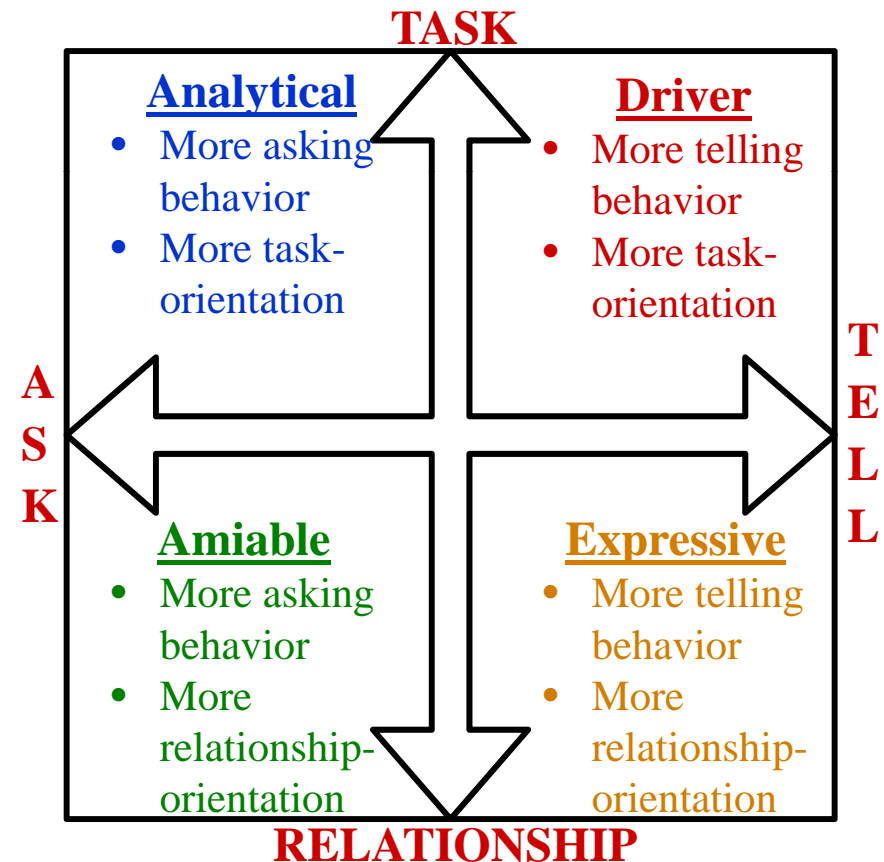 TASK
Analytical
• More asking
behavior
• More task-
orientation
Driver
• More telling
behavior
• More task-
orientation
A
S
K
T
E
L
L
Amiable
• More asking
behavior
• More
relationship-
orientation
Expressive
• More telling
behavior
• More
relationship-
orientation
RELATIONSHIP